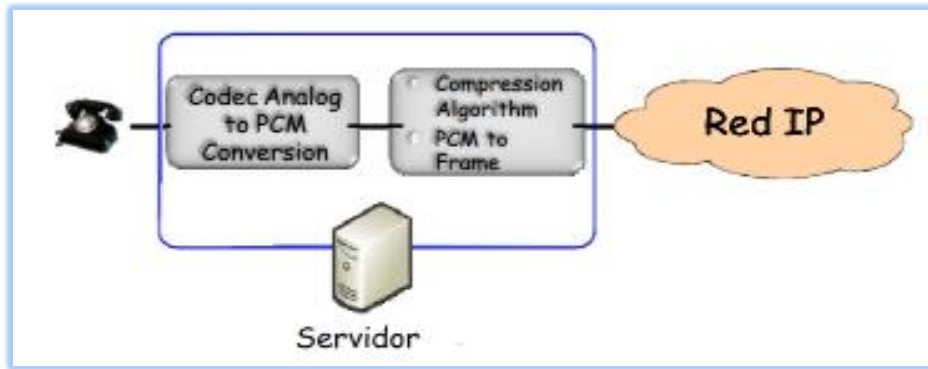 Codec Analog
to PCM
Conversion
Compression
Algorithm
PCM to
Frame
Red IP
Servidor